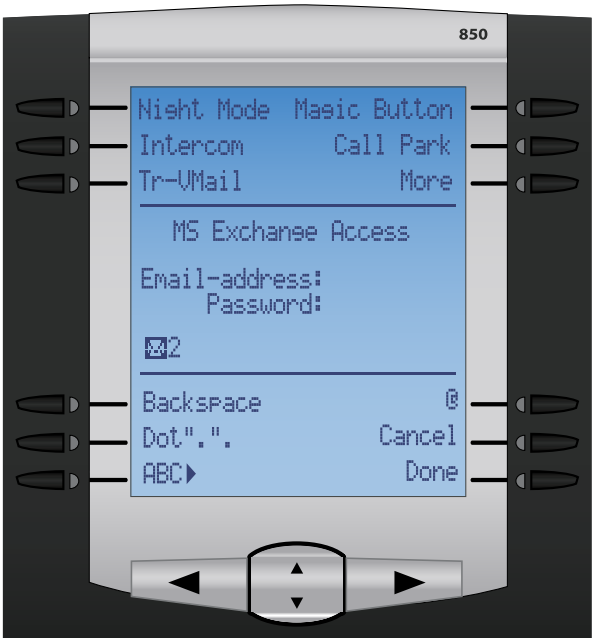 850
Night Mode Magic Button
Intercom Call Park
Tr-VMail More
MS Exchange Access
Email-address:
Password:
2
Backspace @
Dot".". Cancel
ABC Done